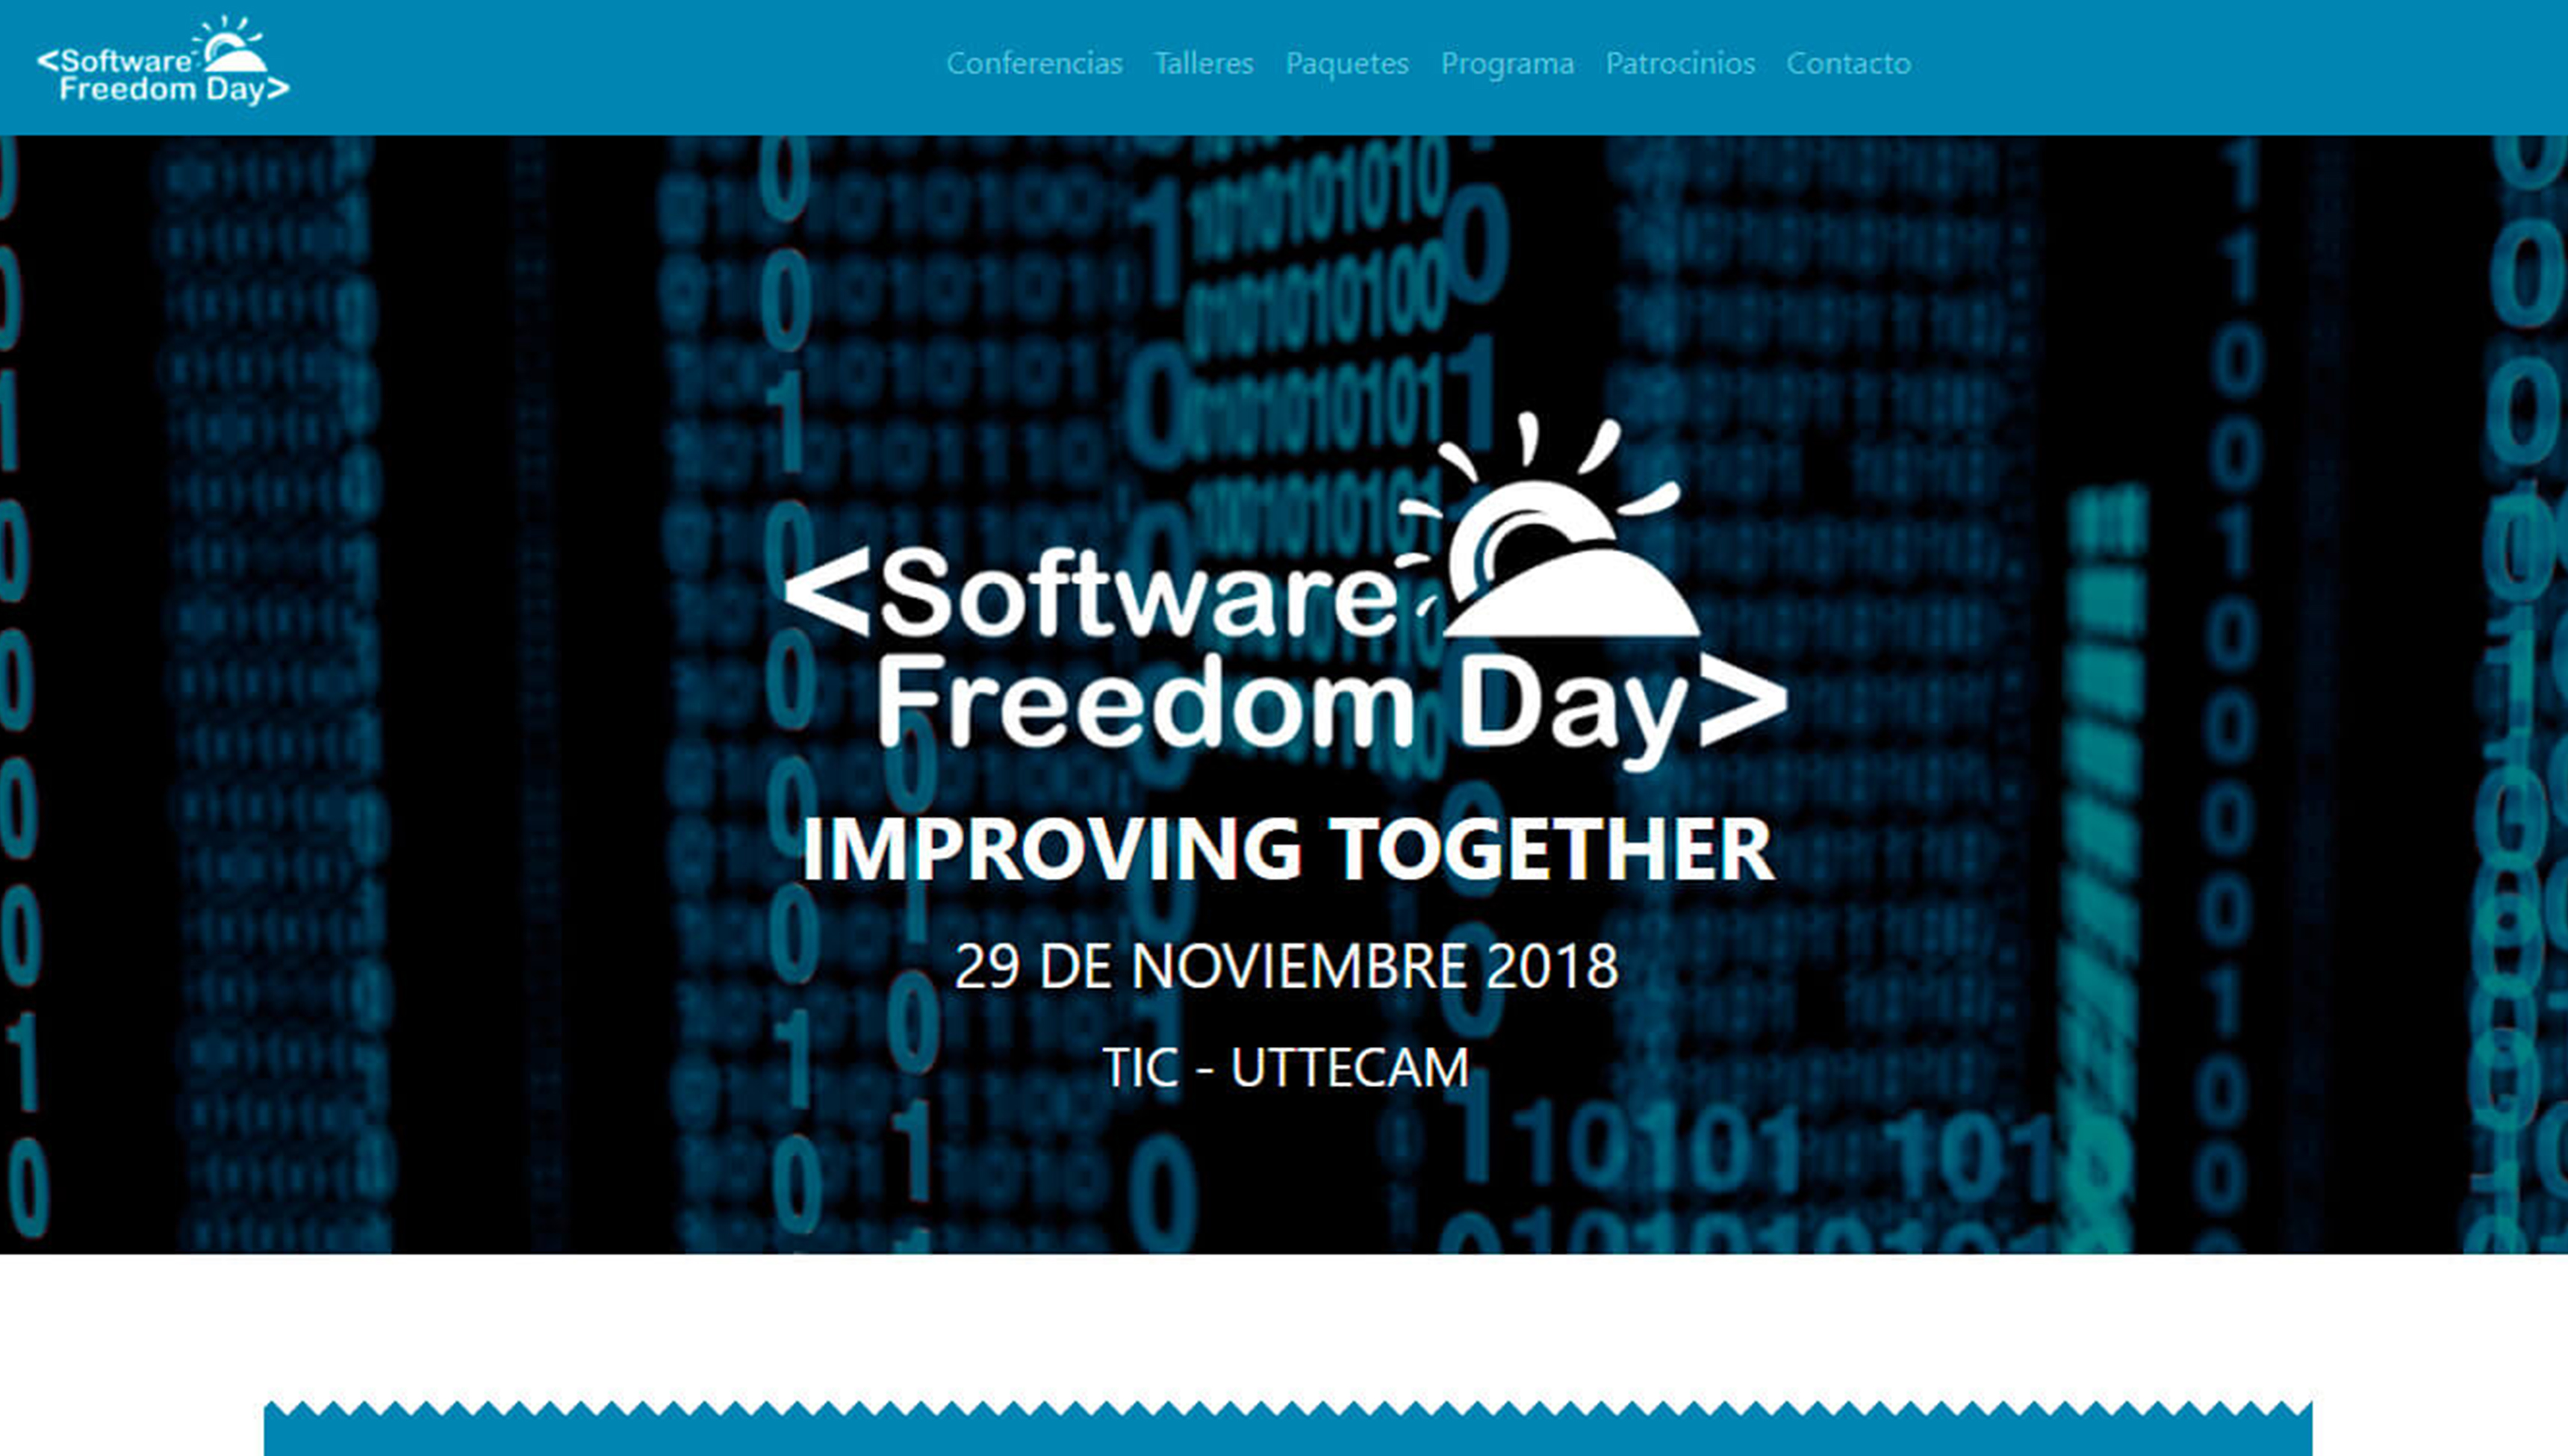 <Software
Freedom Day>
Conferencias Talleres Paquetes Programa Patrocinios Contacto
<Software
Freedom Day>
IMPROVING TOGETHER
29 DE NOVIEMBRE 2018
TIC - UTTECAM